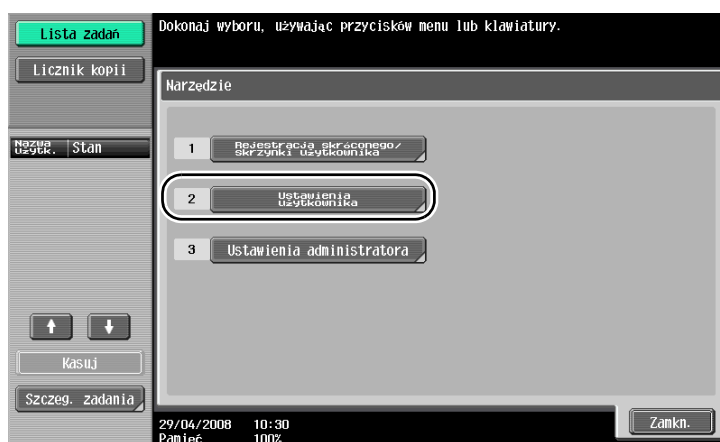 Lista zadań
Dokonaj wyboru, używając przycisków menu lub klawiatury.
Licznik kopii
Narzędzie
Nazwa
użytk.
Stan
1
Rejestracja skróconego/
skrzynki użytkownika
2
Ustawienia
użytkownika
3
Ustawienia administratora
Kasuj
Szczeg. zadania
29/04/2008 10:30
Pamięć 100%
Zamkn.